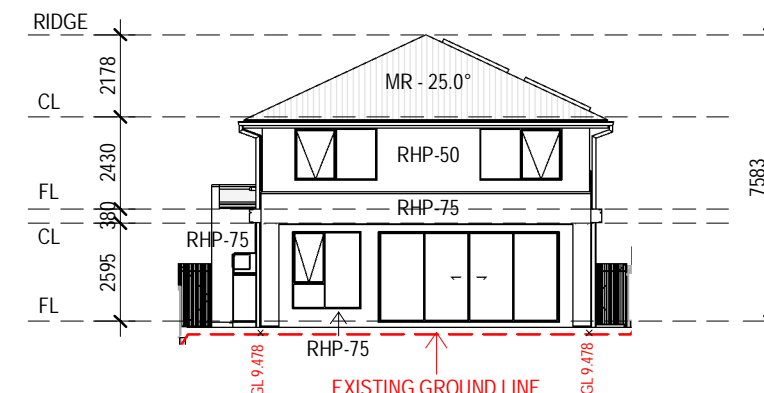 RIDGE
2178
MR - 25.0°
CL
2430
RHP-50
7583
FL
380
RHP-75
CL
RHP-75
2595
FL
RHP-75
GL 9.478
GL 9.478
EXISTING GROUND LINE